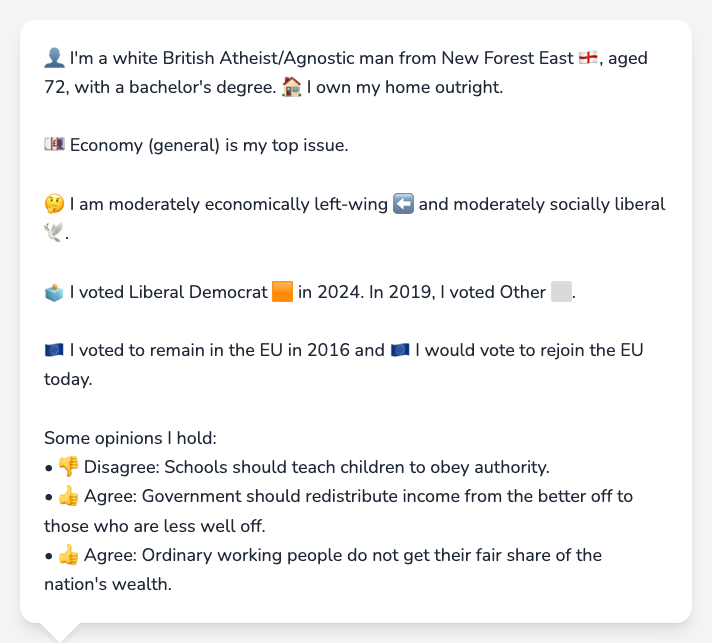 👤 I'm a white British Atheist/Agnostic man from New Forest East 🏴󠁧󠁢󠁥󠁮󠁧󠁿, aged
72, with a bachelor's degree. 🏠 I own my home outright.
💷 Economy (general) is my top issue.
🤔 I am moderately economically left-wing ⬅️ and moderately socially liberal
🕊️.
🗳️ I voted Liberal Democrat 🟧 in 2024. In 2019, I voted Other ⬜.
🇪🇺 I voted to remain in the EU in 2016 and 🇪🇺 I would vote to rejoin the EU
today.
Some opinions I hold:
• 👎 Disagree: Schools should teach children to obey authority.
• 👍 Agree: Government should redistribute income from the better off to
those who are less well off.
• 👍 Agree: Ordinary working people do not get their fair share of the
nation's wealth.